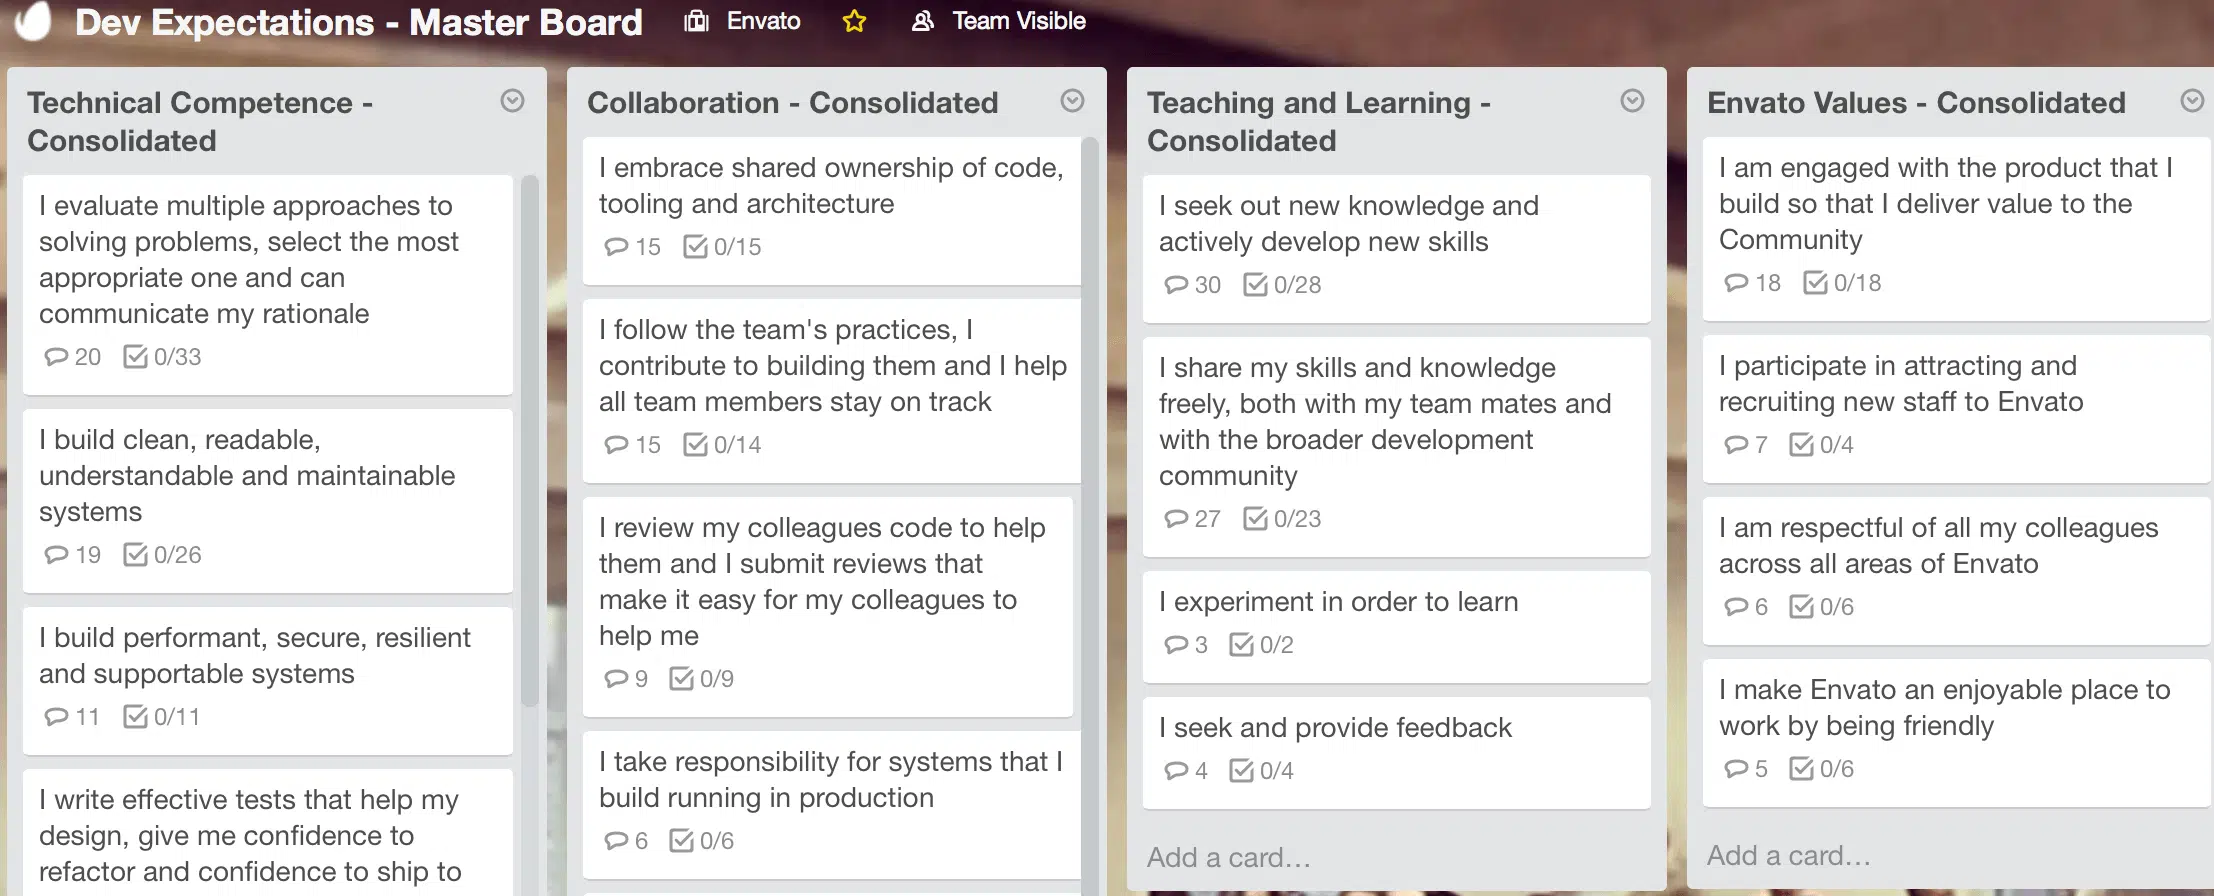 Dev Expectations - Master Board
Envato
Team Visible
Technical Competence -
Consolidated
I evaluate multiple approaches to
solving problems, select the most
appropriate one and can
communicate my rationale
20 0/33
I build clean, readable,
understandable and maintainable
systems
19 0/26
I build performant, secure, resilient
and supportable systems
11 0/11
I write effective tests that help my
design, give me confidence to
refactor and confidence to ship to
Collaboration - Consolidated
I embrace shared ownership of code,
tooling and architecture
15 0/15
I follow the team's practices, I
contribute to building them and I help
all team members stay on track
15 0/14
I review my colleagues code to help
them and I submit reviews that
make it easy for my colleagues to
help me
9 0/9
I take responsibility for systems that I
build running in production
6 0/6
Teaching and Learning -
Consolidated
I seek out new knowledge and
actively develop new skills
30 0/28
I share my skills and knowledge
freely, both with my team mates and
with the broader development
community
27 0/23
I experiment in order to learn
3 0/2
I seek and provide feedback
4 0/4
Add a card...
Envato Values - Consolidated
I am engaged with the product that I
build so that I deliver value to the
Community
18 0/18
I participate in attracting and
recruiting new staff to Envato
7 0/4
I am respectful of all my colleagues
across all areas of Envato
6 0/6
I make Envato an enjoyable place to
work by being friendly
5 0/6
Add a card...